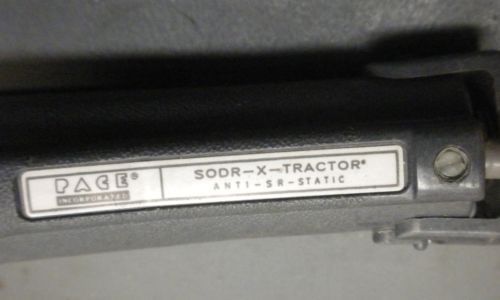 PACE®
INCORPORATED
SODR-X-TRACTOR®
ANTI-SR-STATIC